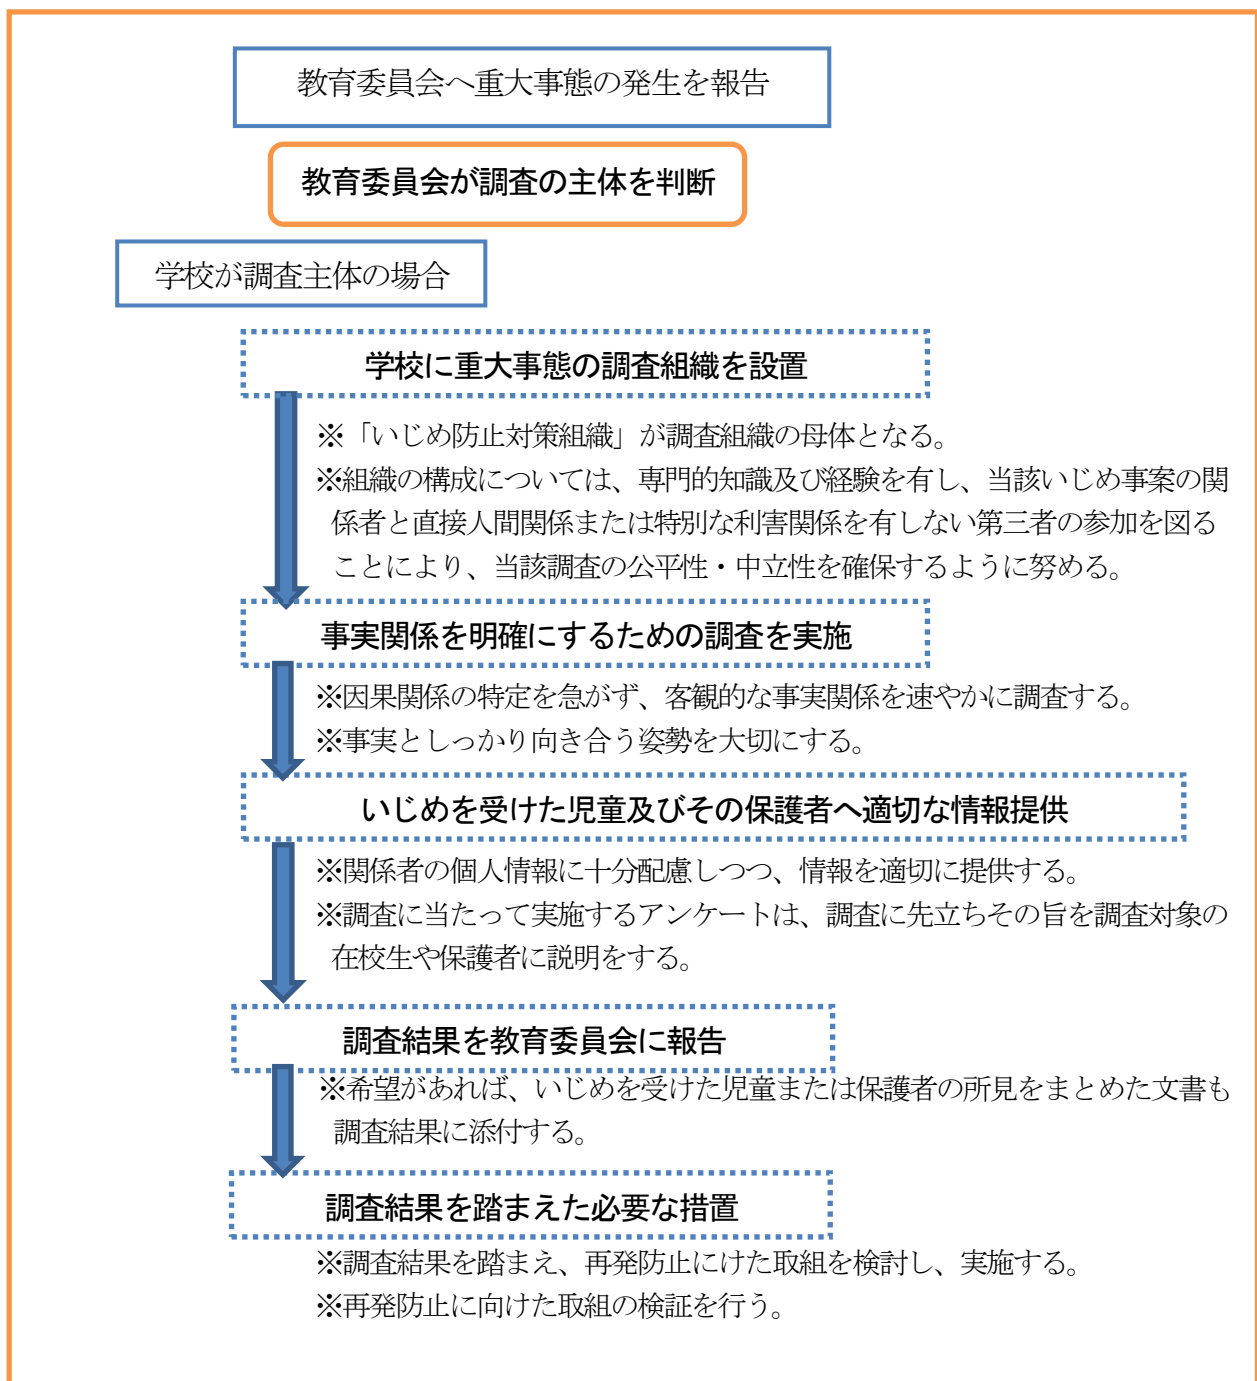 教育委員会へ重大事態の発生を報告
教育委員会が調査の主体を判断
学校が調査主体の場合
学校に重大事態の調査組織を設置
※「いじめ防止対策組織」が調査組織の母体となる。
※組織の構成については、専門的知識及び経験を有し、当該いじめ事案の関
係者と直接人間関係または特別な利害関係を有しない第三者の参加を図る
ことにより、当該調査の公平性・中立性を確保するように努める。
事実関係を明確にするための調査を実施
※因果関係の特定を急がず、客観的な事実関係を速やかに調査する。
※事実としっかり向き合う姿勢を大切にする。
いじめを受けた児童及びその保護者へ適切な情報提供
※関係者の個人情報に十分配慮しつつ、情報を適切に提供する。
※調査に当たって実施するアンケートは、調査に先立ちその旨を調査対象の
在校生や保護者に説明をする。
調査結果を教育委員会に報告
※希望があれば、いじめを受けた児童または保護者の所見をまとめた文書も
調査結果に添付する。
調査結果を踏まえた必要な措置
※調査結果を踏まえ、再発防止にけた取組を検討し、実施する。
※再発防止に向けた取組の検証を行う。